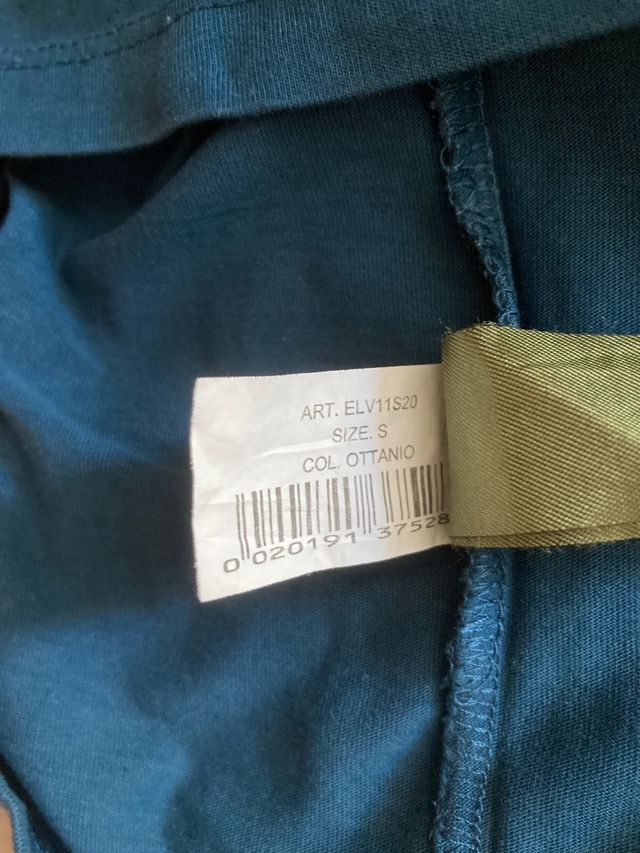 ART. ELV11S20
SIZE. S
COL. OTTANIO
0 020191 37528